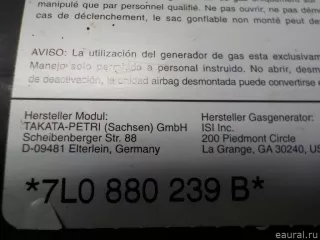 manipulé que par personnel qualifié. Ne pas ouvrir, ne pas
cas de déclenchement, le sac gonflable non monté peut de
AVISO: La utilización del generador de gas esta exclusivam
Manejo solo permitido a personal instruido. No abrir, desm
de desactivación, la unidad airbag desmontada puede convertirse e
Hersteller Modul:
TAKATA-PETRI (Sachsen) GmbH
Scheibenberger Str. 88
D-09481 Elterlein, Germany
Hersteller Gasgenerator:
ISI Inc.
200 Piedmont Circle
La Grange, GA 30240, US
*7L0 880 239 B*
eaural.ru